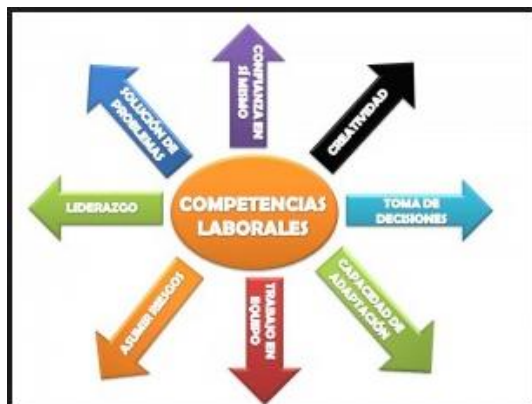 CONFIANZA EN
SÍ MISMO
CREATIVIDAD
TOMA DE
DECISIONES
CAPACIDAD DE
ADAPTACIÓN
TRABAJO EN
EQUIPO
ASUMIR RIESGOS
LIDERAZGO
SOLUCIÓN DE
PROBLEMAS
COMPETENCIAS
LABORALES